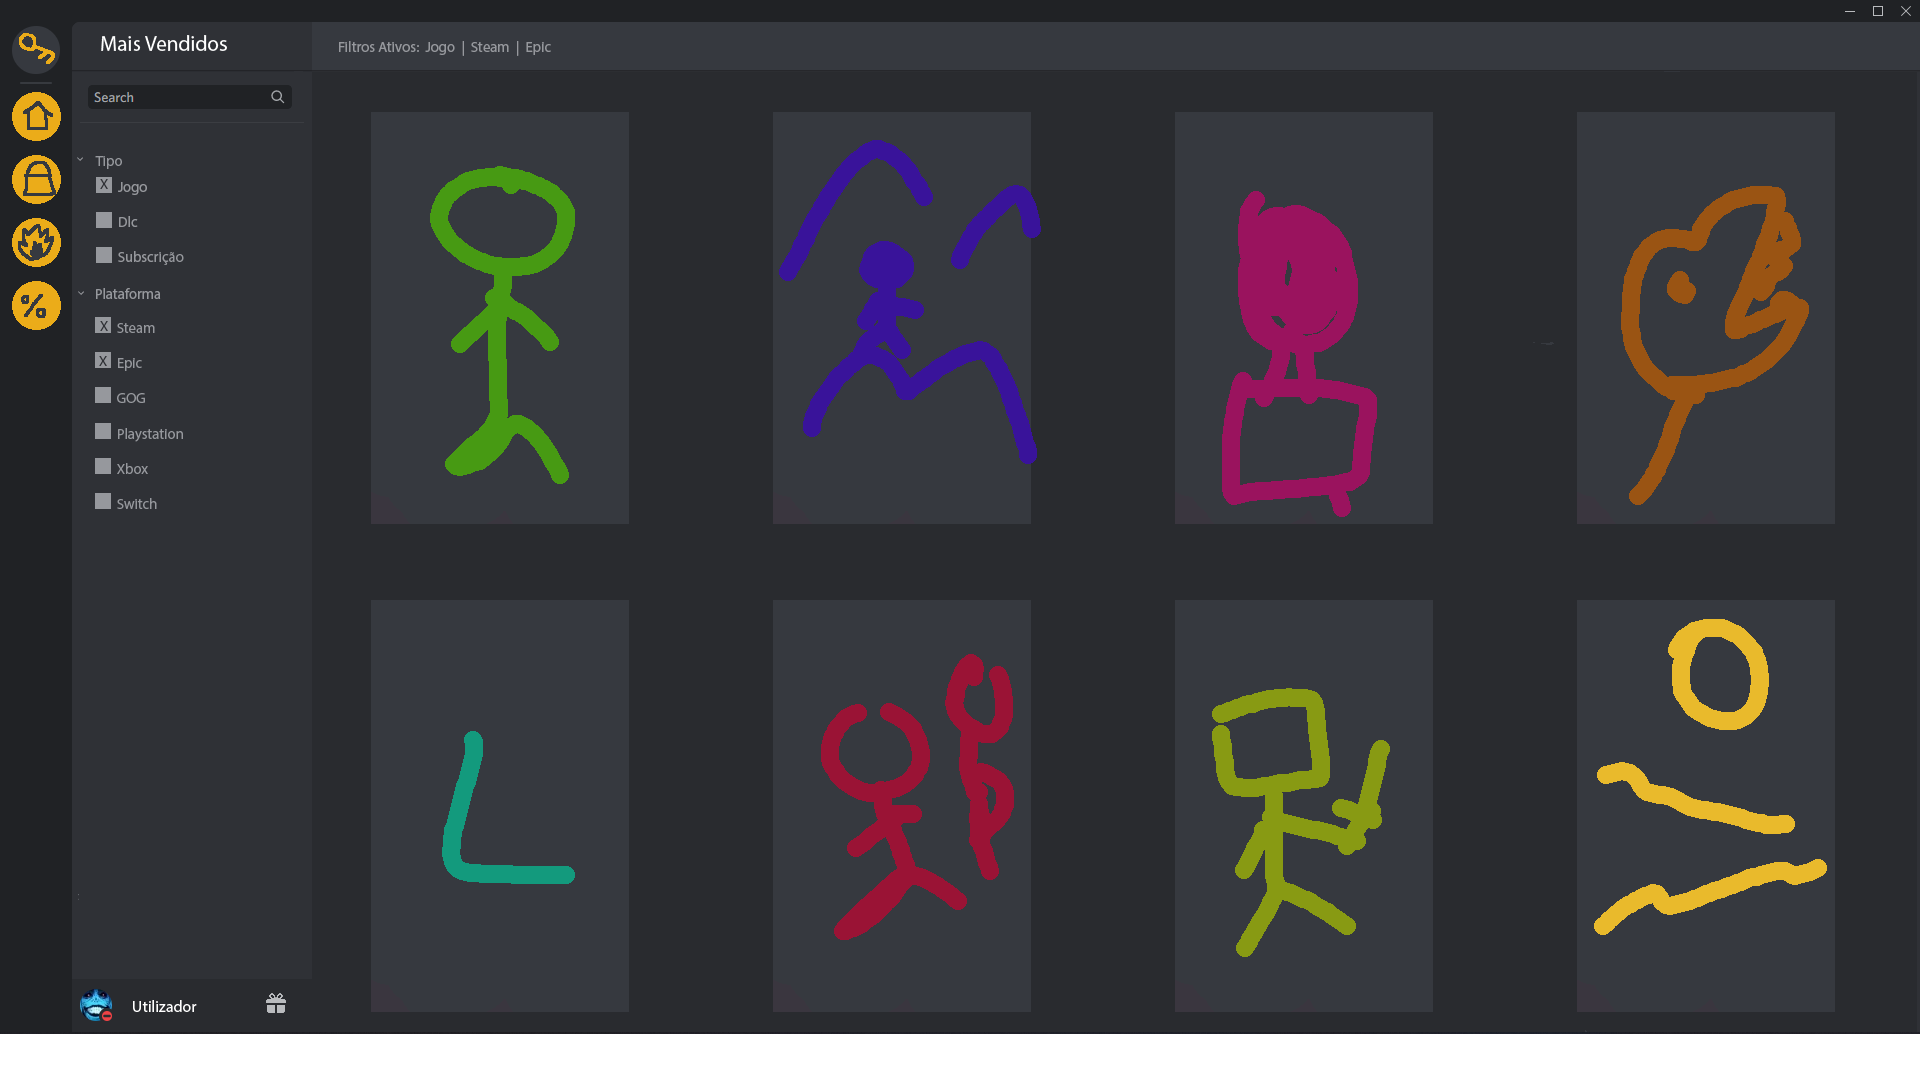 Mais Vendidos
Filtros Ativos: Jogo | Steam | Epic
Search
Tipo
X Jogo
Dlc
Subscrição
Plataforma
X Steam
X Epic
GOG
Playstation
Xbox
Switch
%
Utilizador